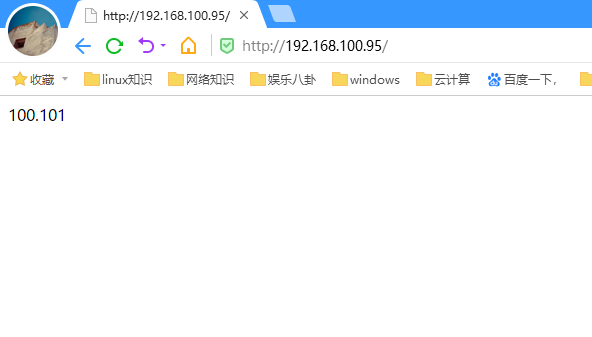 http://192.168.100.95/
http://192.168.100.95/
收藏 linux知识 网络知识 娱乐八卦 windows 云计算 百度一下，
100.101